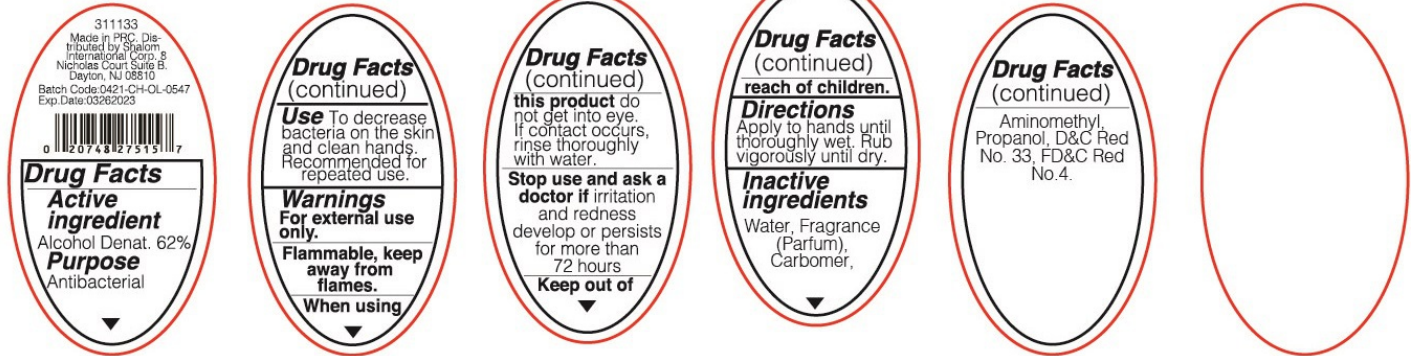 311133
Made in PRC. Dis-
tributed by Shalom
International Corp. 8
Nicholas Court Suite B.
Dayton, NJ 08810
Batch Code:0421-CH-OL-0547
Exp.Date:03262023
0 20748 27515 7
Drug Facts
Active
ingredient
Alcohol Denat. 62%
Purpose
Antibacterial
▼
Drug Facts
(continued)
Use To decrease
bacteria on the skin
and clean hands.
Recommended for
repeated use.
Warnings
For external use
only.
Flammable, keep
away from
flames.
When using
▼
Drug Facts
(continued)
this product do
not get into eye.
If contact occurs,
rinse thoroughly
with water.
Stop use and ask a
doctor if irritation
and redness
develop or persists
for more than
72 hours
Keep out of
▼
Drug Facts
(continued)
reach of children.
Directions
Apply to hands until
thoroughly wet. Rub
vigorously until dry.
Inactive
ingredients
Water, Fragrance
(Parfum),
Carbomer,
▼
Drug Facts
(continued)
Aminomethyl,
Propanol, D&C Red
No. 33, FD&C Red
No.4.